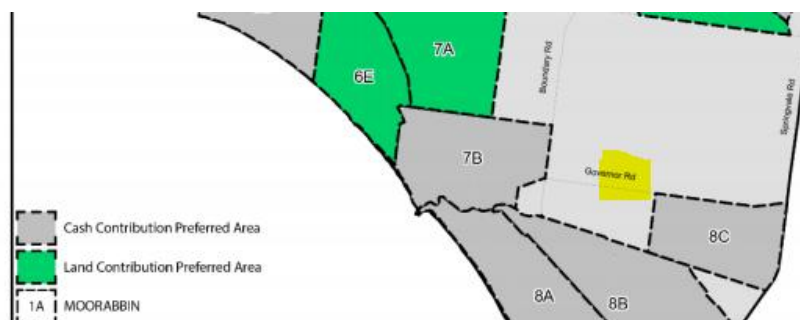 7A
6E
Boundary Rd
Springvale Rd
7B
Governor Rd
Cash Contribution Preferred Area
8C
Land Contribution Preferred Area
8A
8B
1A MOORABBIN